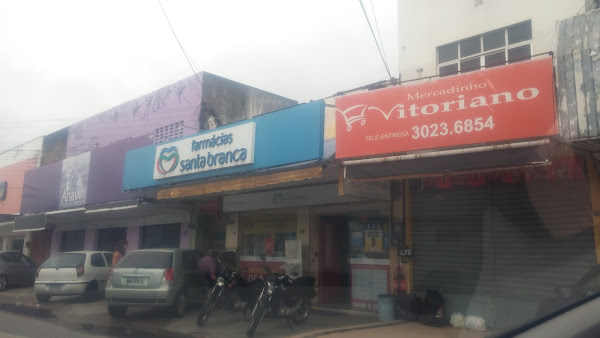 farmácias
santa branca
Mercadinho
Vitoriano
TELE-ENTREGA 3023.6854